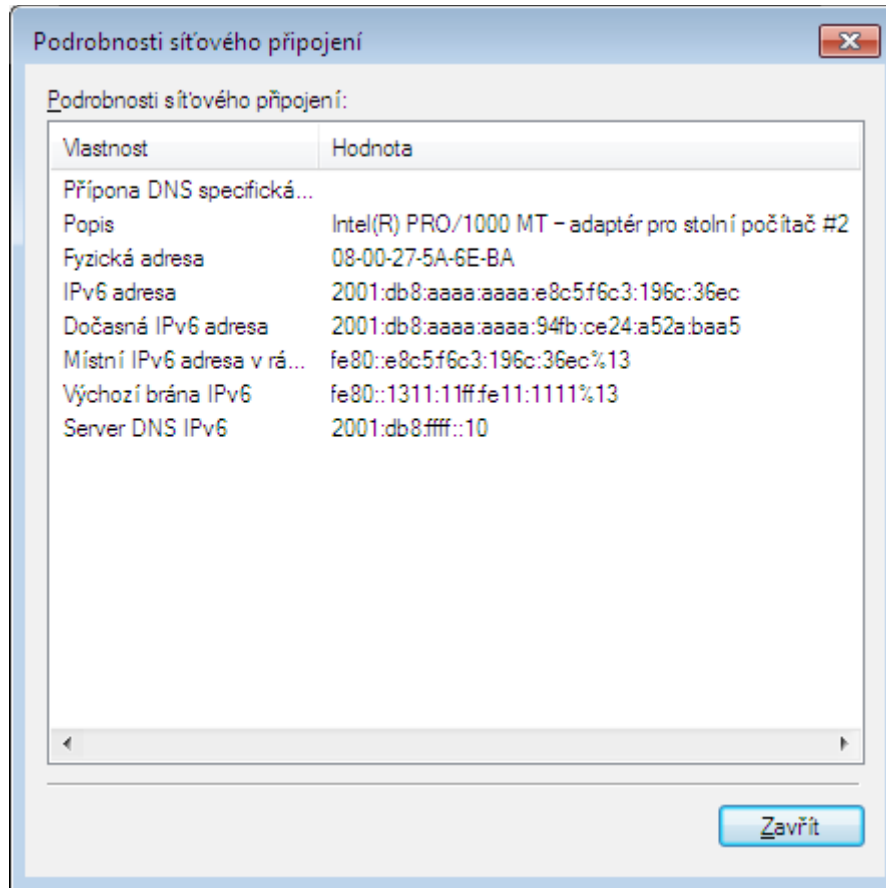 Podrobnosti síťového připojení
Podrobnosti síťového připojení:
Vlastnost Hodnota
Přípona DNS specifická...
Popis Intel(R) PRO/1000 MT – adaptér pro stolní počítač #2
Fyzická adresa 08-00-27-5A-6E-BA
IPv6 adresa 2001:db8:aaaa:aaaa:e8c5:f6c3:196c:36ec
Dočasná IPv6 adresa 2001:db8:aaaa:aaaa:94fb:ce24:a52a:baa5
Místní IPv6 adresa v rá... fe80::e8c5:f6c3:196c:36ec%13
Výchozí brána IPv6 fe80::1311:11ff:fe11:1111%13
Server DNS IPv6 2001:db8:ffff::10
Zavřít